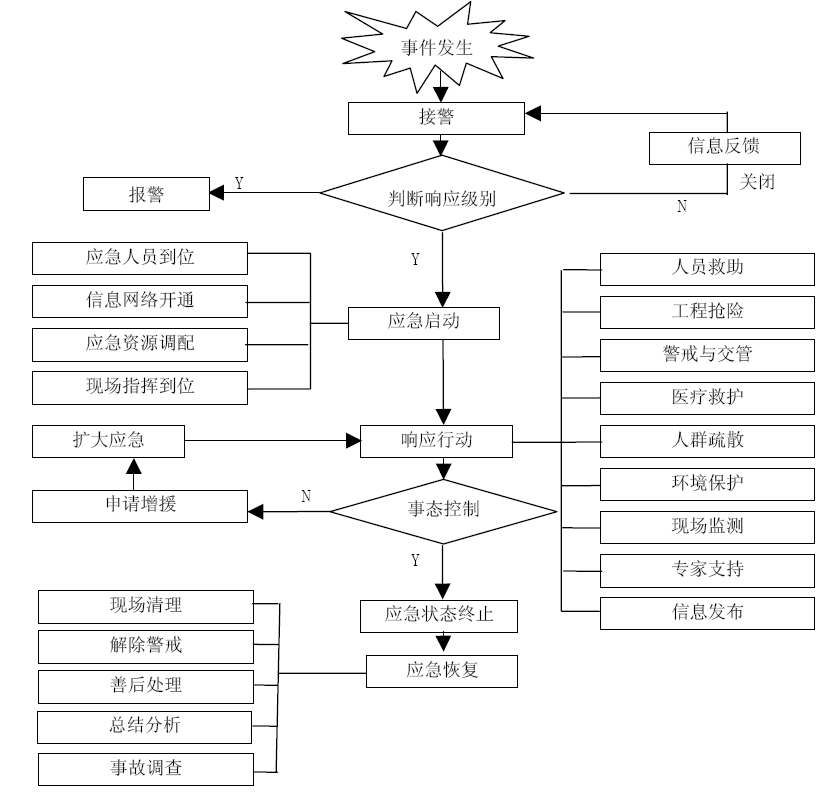 事件发生
接警
信息反馈
关闭
报警
Y
判断响应级别
N
Y
应急人员到位
信息网络开通
应急资源调配
现场指挥到位
应急启动
人员救助
工程抢险
警戒与交管
医疗救护
人群疏散
环境保护
现场监测
专家支持
信息发布
扩大应急
响应行动
申请增援
N
事态控制
Y
应急状态终止
应急恢复
现场清理
解除警戒
善后处理
总结分析
事故调查